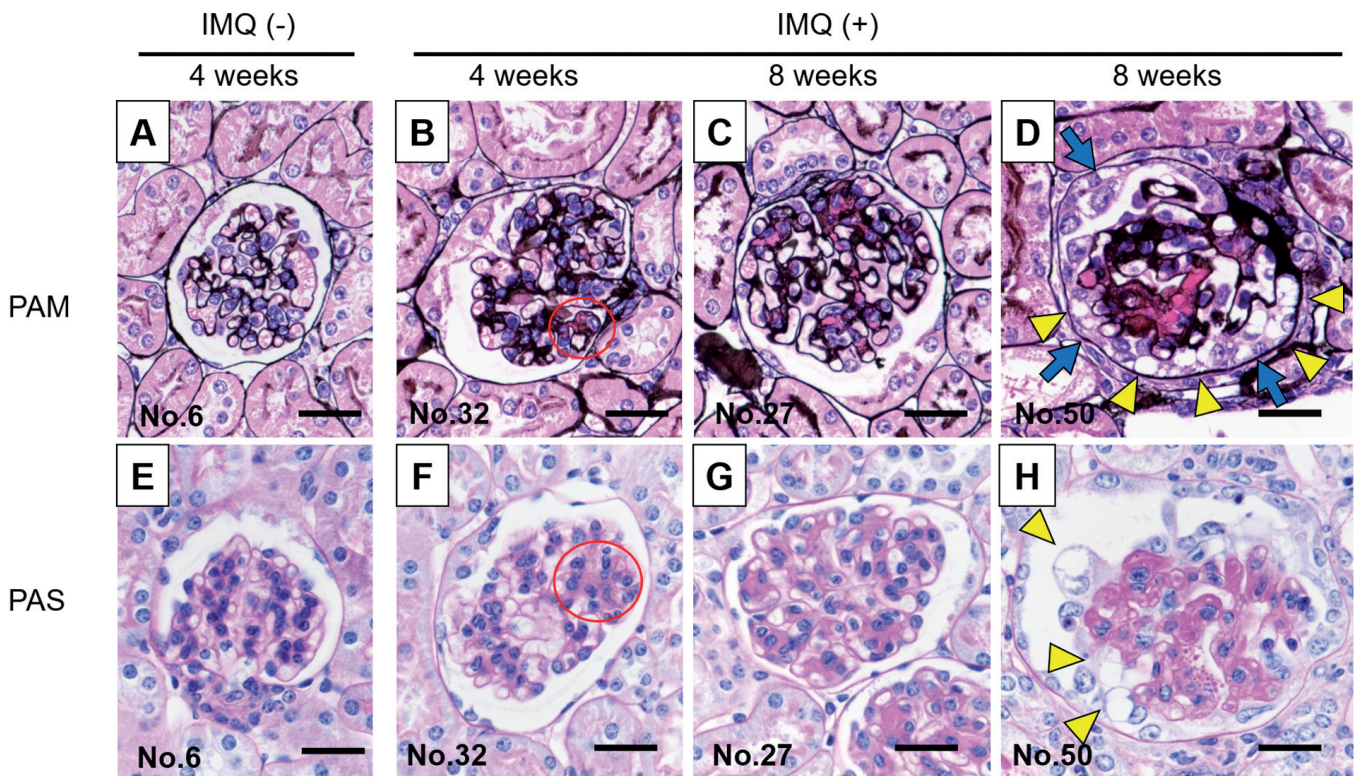 IMQ (-)
IMQ (+)
4 weeks
4 weeks
8 weeks
8 weeks
PAM
A
B
C
D
No.6
No.32
No.27
No.50
PAS
E
F
G
H
No.6
No.32
No.27
No.50